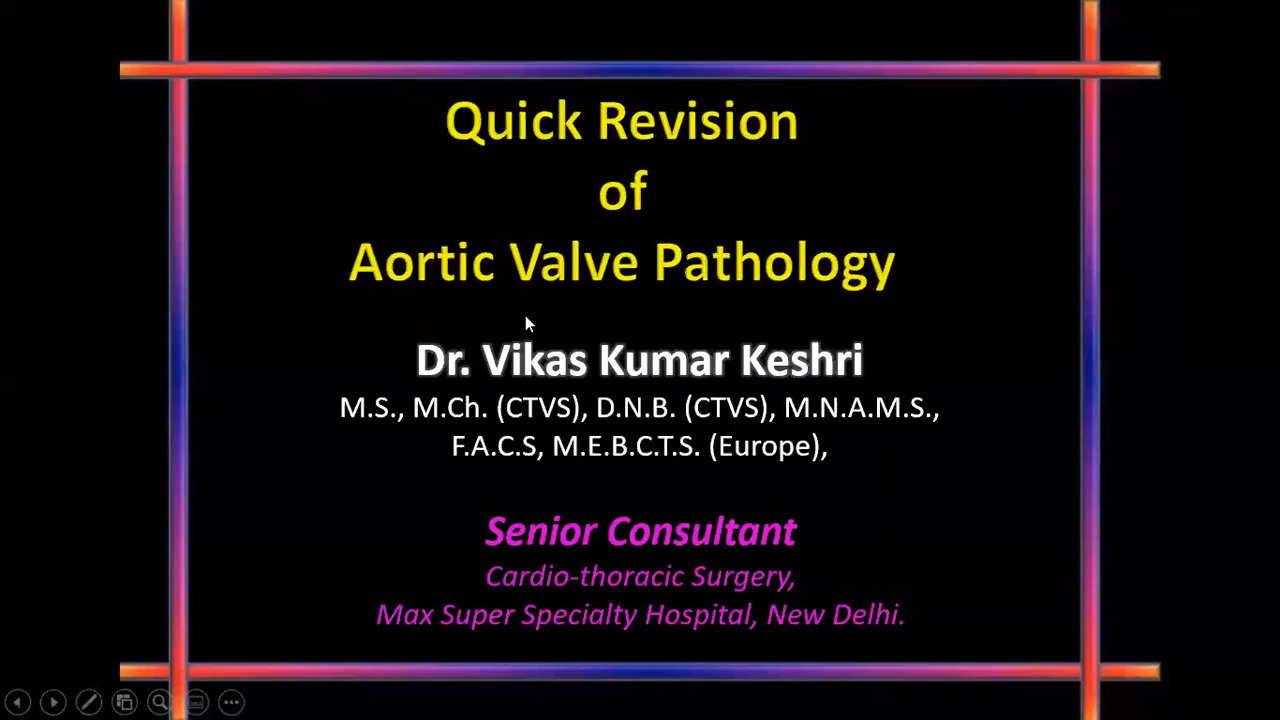 Quick Revision
of
Aortic Valve Pathology
Dr. Vikas Kumar Keshri
M.S., M.Ch. (CTVS), D.N.B. (CTVS), M.N.A.M.S.,
F.A.C.S, M.E.B.C.T.S. (Europe),
Senior Consultant
Cardio-thoracic Surgery,
Max Super Specialty Hospital, New Delhi.